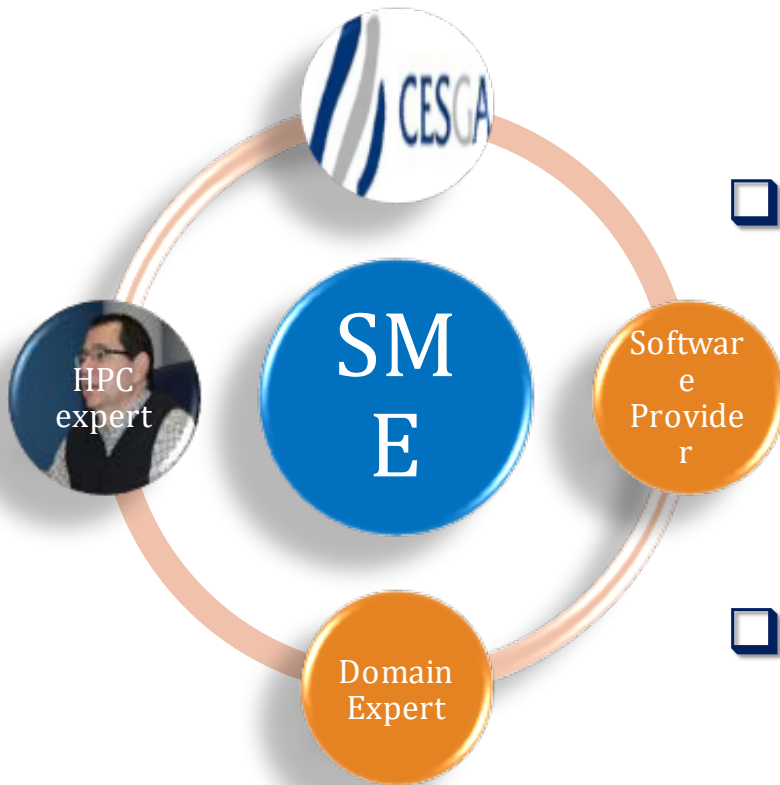 CESGA
SM
E
HPC
expert
Softwar
e
Provide
r
Domain
Expert